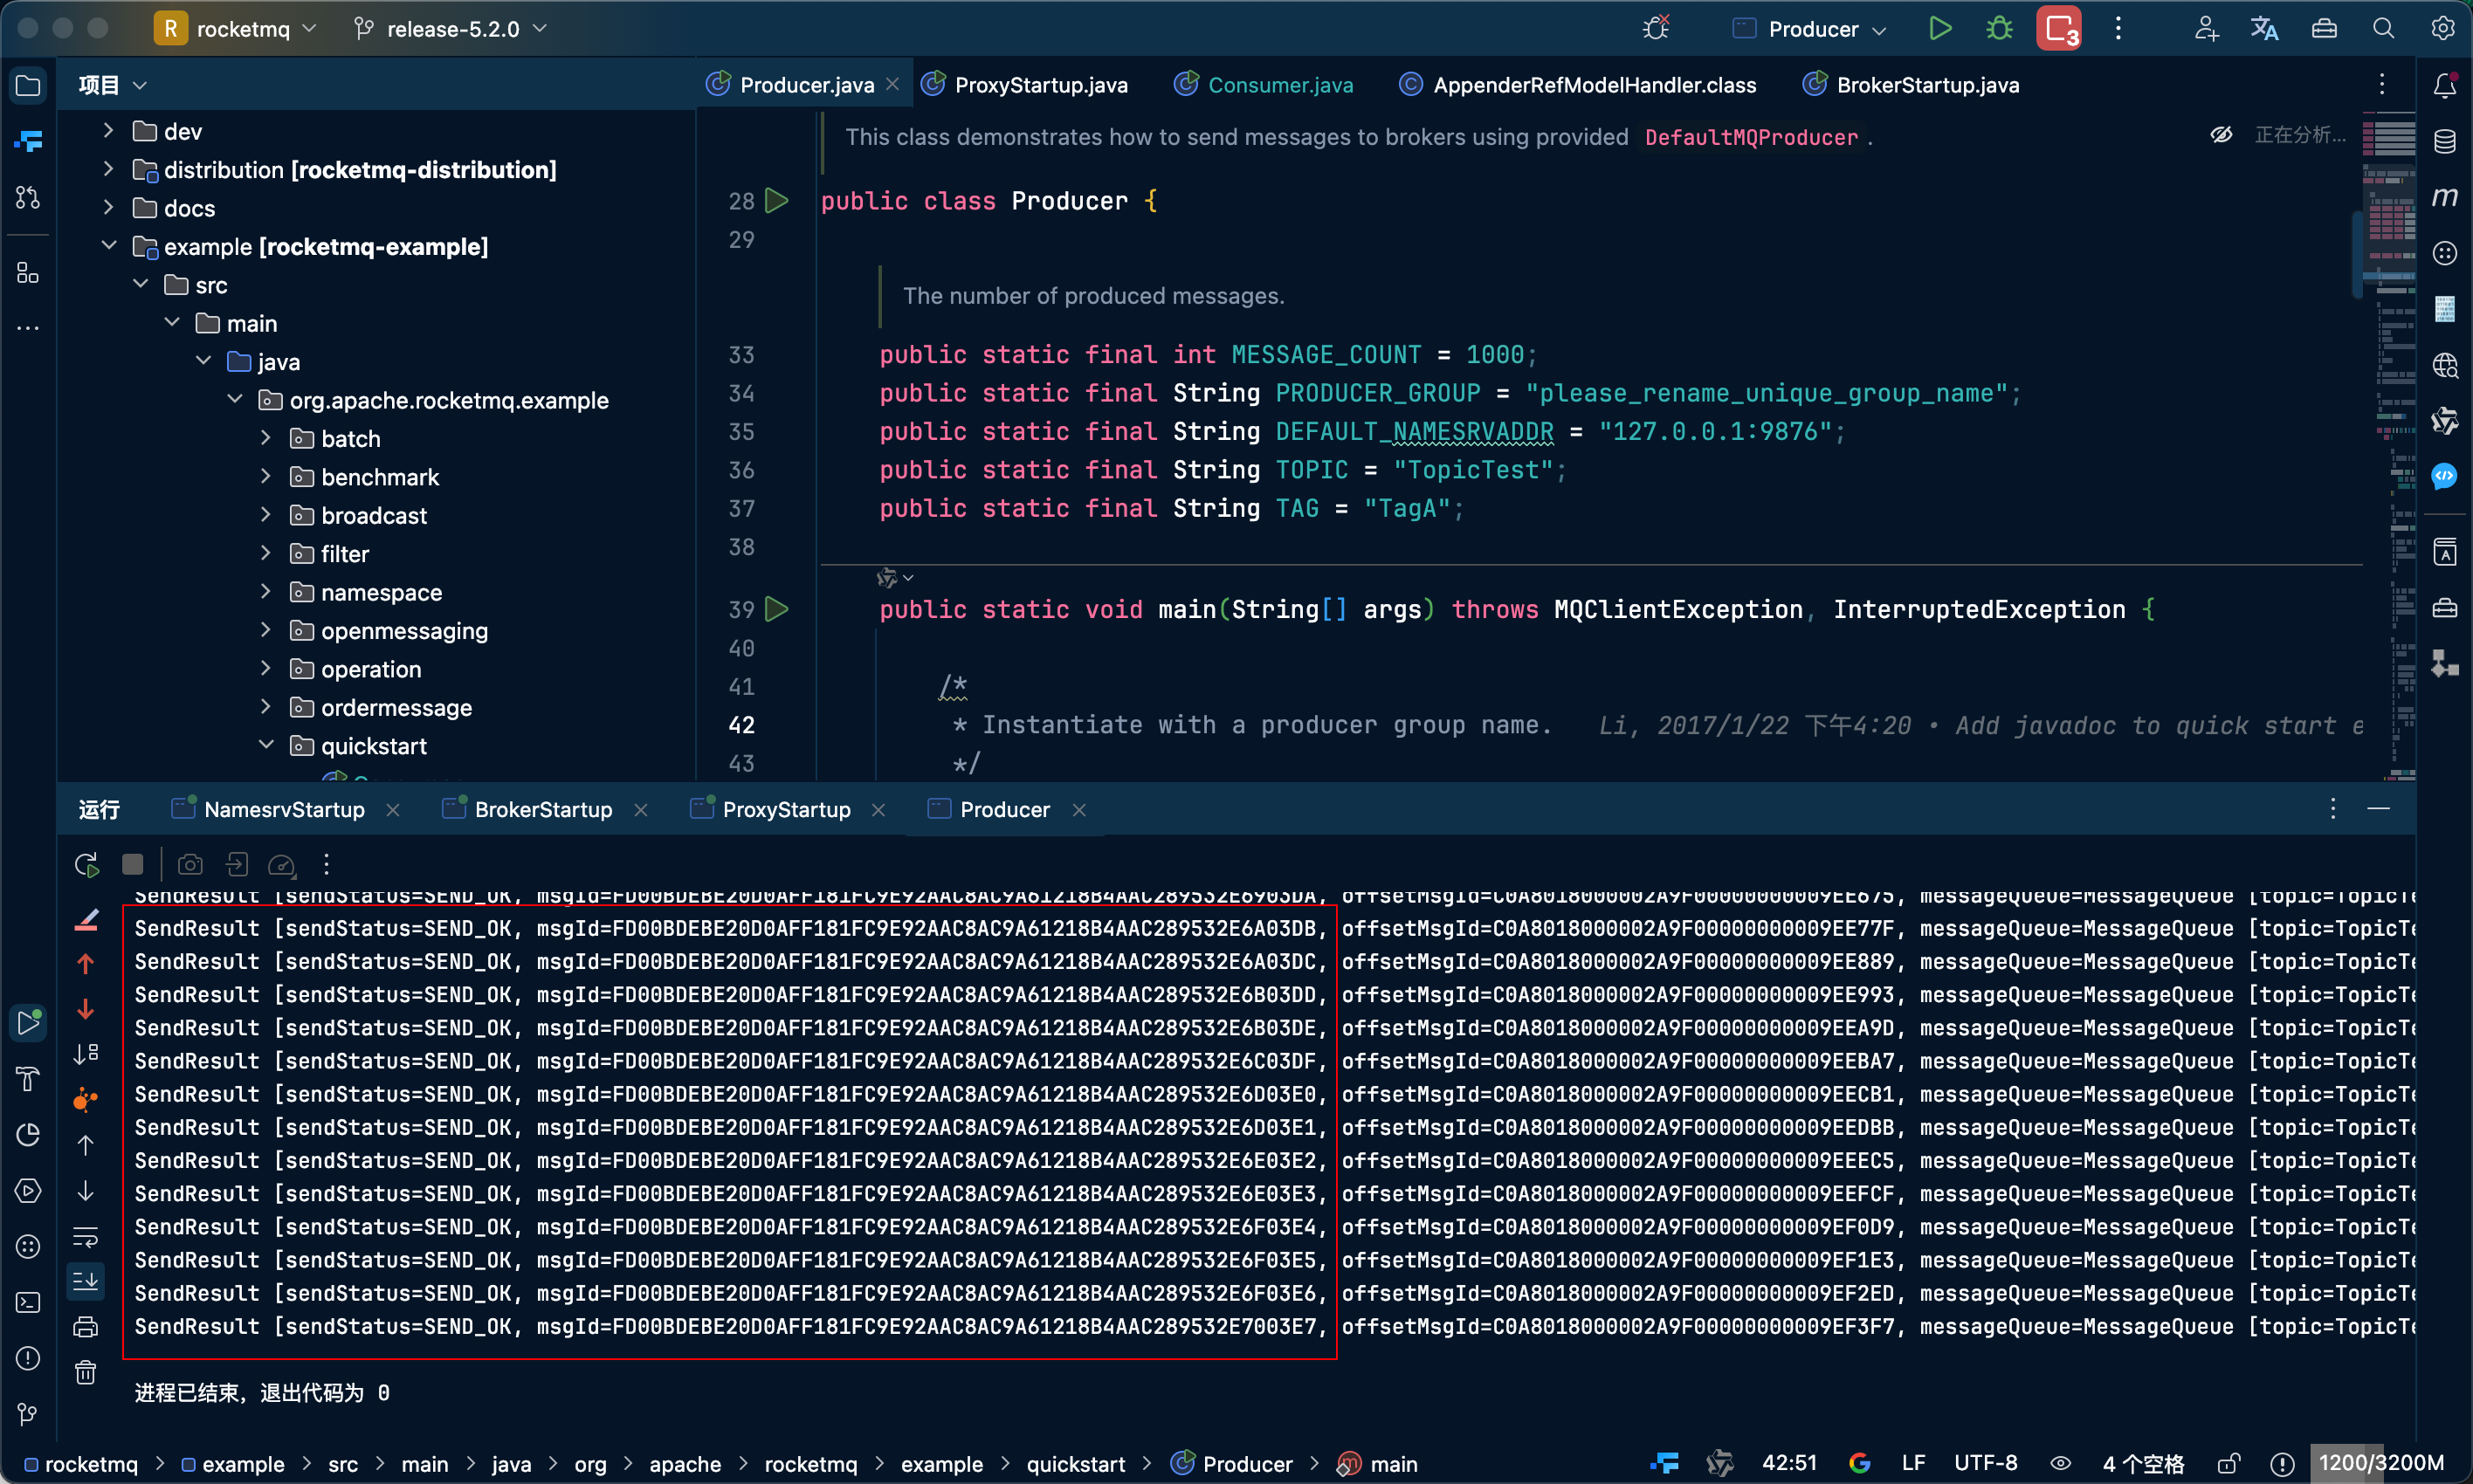 R rocketmq release-5.2.0 Producer 3
项目
Producer.java ProxyStartup.java Consumer.java AppenderRefModelHandler.class BrokerStartup.java
dev
distribution [rocketmq-distribution]
docs
example [rocketmq-example]
src
main
java
org.apache.rocketmq.example
batch
benchmark
broadcast
filter
namespace
openmessaging
operation
ordermessage
quickstart
This class demonstrates how to send messages to brokers using provided DefaultMQProducer .
正在分析...
28 public class Producer {
29
The number of produced messages.
33 public static final int MESSAGE_COUNT = 1000;
34 public static final String PRODUCER_GROUP = "please_rename_unique_group_name";
35 public static final String DEFAULT_NAMESRVADDR = "127.0.0.1:9876";
36 public static final String TOPIC = "TopicTest";
37 public static final String TAG = "TagA";
38
39 public static void main(String[] args) throws MQClientException, InterruptedException {
40
41 /*
42 * Instantiate with a producer group name. Li, 2017/1/22 下午4:20 • Add javadoc to quick start e
43 */
运行 NamesrvStartup BrokerStartup ProxyStartup Producer
SendResult [sendStatus=SEND_OK, msgId=FD00BDEBE20D0AFF181FC9E92AAC8AC9A61218B4AAC289532E6903DA, offsetMsgId=C0A8018000002A9F00000000009EE675, messageQueue=MessageQueue [topic=TopicTe
SendResult [sendStatus=SEND_OK, msgId=FD00BDEBE20D0AFF181FC9E92AAC8AC9A61218B4AAC289532E6A03DB, offsetMsgId=C0A8018000002A9F00000000009EE77F, messageQueue=MessageQueue [topic=TopicTe
SendResult [sendStatus=SEND_OK, msgId=FD00BDEBE20D0AFF181FC9E92AAC8AC9A61218B4AAC289532E6A03DC, offsetMsgId=C0A8018000002A9F00000000009EE889, messageQueue=MessageQueue [topic=TopicTe
SendResult [sendStatus=SEND_OK, msgId=FD00BDEBE20D0AFF181FC9E92AAC8AC9A61218B4AAC289532E6B03DD, offsetMsgId=C0A8018000002A9F00000000009EE993, messageQueue=MessageQueue [topic=TopicTe
SendResult [sendStatus=SEND_OK, msgId=FD00BDEBE20D0AFF181FC9E92AAC8AC9A61218B4AAC289532E6B03DE, offsetMsgId=C0A8018000002A9F00000000009EEA9D, messageQueue=MessageQueue [topic=TopicTe
SendResult [sendStatus=SEND_OK, msgId=FD00BDEBE20D0AFF181FC9E92AAC8AC9A61218B4AAC289532E6C03DF, offsetMsgId=C0A8018000002A9F00000000009EEBA7, messageQueue=MessageQueue [topic=TopicTe
SendResult [sendStatus=SEND_OK, msgId=FD00BDEBE20D0AFF181FC9E92AAC8AC9A61218B4AAC289532E6D03E0, offsetMsgId=C0A8018000002A9F00000000009EECB1, messageQueue=MessageQueue [topic=TopicTe
SendResult [sendStatus=SEND_OK, msgId=FD00BDEBE20D0AFF181FC9E92AAC8AC9A61218B4AAC289532E6D03E1, offsetMsgId=C0A8018000002A9F00000000009EEDBB, messageQueue=MessageQueue [topic=TopicTe
SendResult [sendStatus=SEND_OK, msgId=FD00BDEBE20D0AFF181FC9E92AAC8AC9A61218B4AAC289532E6E03E2, offsetMsgId=C0A8018000002A9F00000000009EEEC5, messageQueue=MessageQueue [topic=TopicTe
SendResult [sendStatus=SEND_OK, msgId=FD00BDEBE20D0AFF181FC9E92AAC8AC9A61218B4AAC289532E6E03E3, offsetMsgId=C0A8018000002A9F00000000009EEFCF, messageQueue=MessageQueue [topic=TopicTe
SendResult [sendStatus=SEND_OK, msgId=FD00BDEBE20D0AFF181FC9E92AAC8AC9A61218B4AAC289532E6F03E4, offsetMsgId=C0A8018000002A9F00000000009EF0D9, messageQueue=MessageQueue [topic=TopicTe
SendResult [sendStatus=SEND_OK, msgId=FD00BDEBE20D0AFF181FC9E92AAC8AC9A61218B4AAC289532E6F03E5, offsetMsgId=C0A8018000002A9F00000000009EF1E3, messageQueue=MessageQueue [topic=TopicTe
SendResult [sendStatus=SEND_OK, msgId=FD00BDEBE20D0AFF181FC9E92AAC8AC9A61218B4AAC289532E6F03E6, offsetMsgId=C0A8018000002A9F00000000009EF2ED, messageQueue=MessageQueue [topic=TopicTe
SendResult [sendStatus=SEND_OK, msgId=FD00BDEBE20D0AFF181FC9E92AAC8AC9A61218B4AAC289532E7003E7, offsetMsgId=C0A8018000002A9F00000000009EF3F7, messageQueue=MessageQueue [topic=TopicTe
进程已结束，退出代码为 0
rocketmq > example > src > main > java > org > apache > rocketmq > example > quickstart > Producer > main 42:51 LF UTF-8 4 个空格 1200/3200M